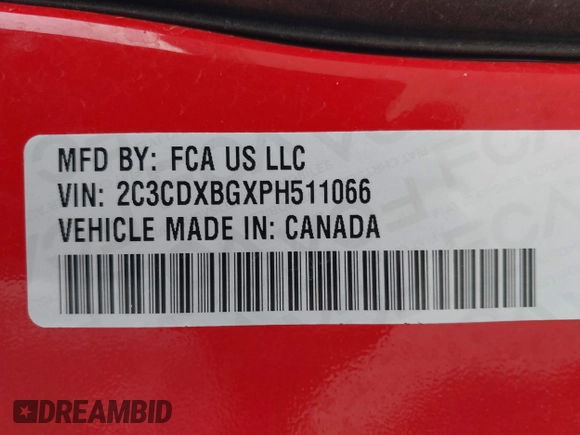 MFD BY: FCA US LLC
VIN: 2C3CDXBGXPH511066
VEHICLE MADE IN: CANADA
DREAMBID